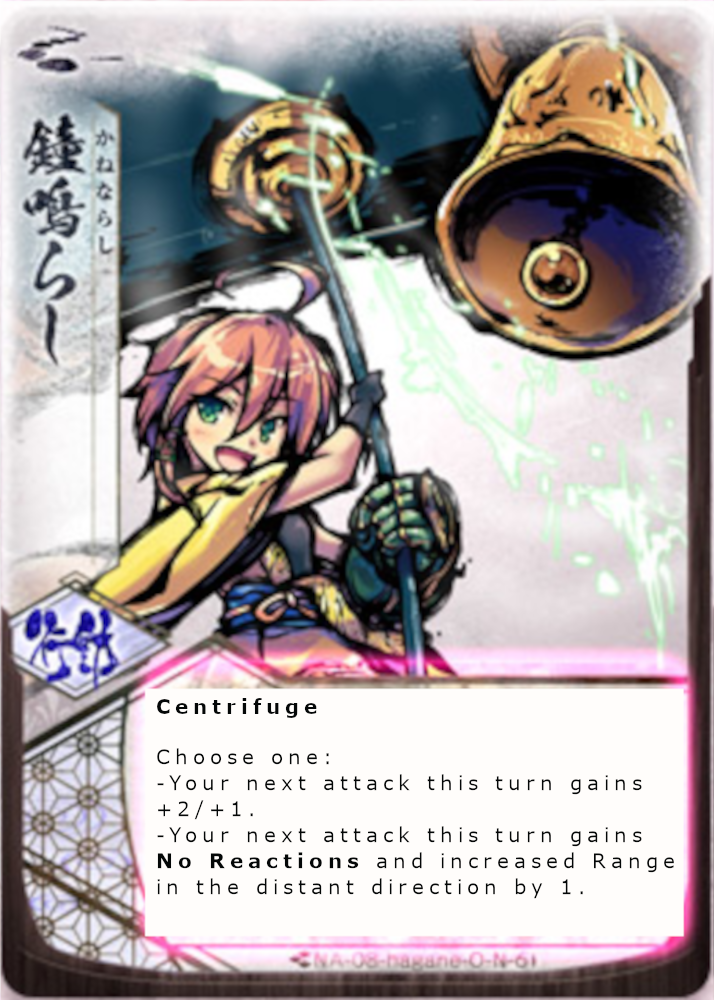 鐘鳴らし
かねならし
行動
Centrifuge
Choose one:
-Your next attack this turn gains
+2/+1.
-Your next attack this turn gains
No Reactions and increased Range
in the distant direction by 1.
NA-08-hagane-O-N-6